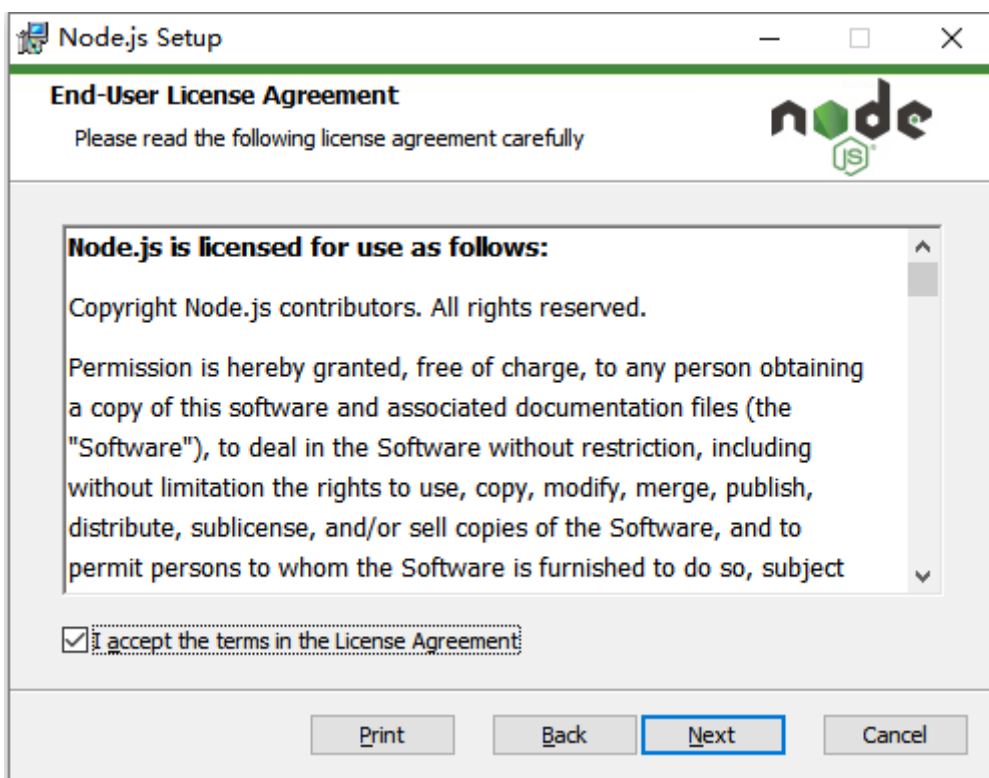 Node.js Setup
End-User License Agreement
Please read the following license agreement carefully
node
JS
Node.js is licensed for use as follows:
Copyright Node.js contributors. All rights reserved.
Permission is hereby granted, free of charge, to any person obtaining
a copy of this software and associated documentation files (the
"Software"), to deal in the Software without restriction, including
without limitation the rights to use, copy, modify, merge, publish,
distribute, sublicense, and/or sell copies of the Software, and to
permit persons to whom the Software is furnished to do so, subject
I accept the terms in the License Agreement
Print
Back
Next
Cancel